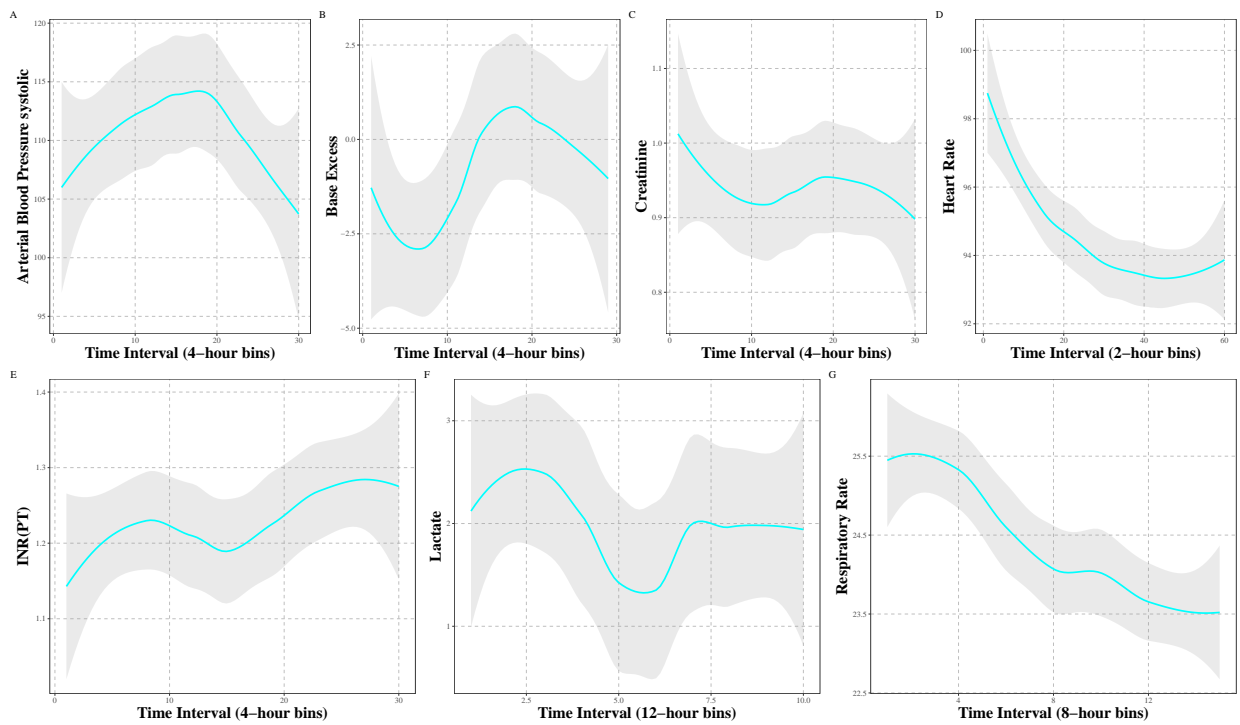 A
Arterial Blood Pressure systolic
120
115
110
105
100
95
0
10
20
30
Time Interval (4−hour bins)
B
Base Excess
2.5
0.0
−2.5
−5.0
0
10
20
30
Time Interval (4−hour bins)
C
Creatinine
1.1
1.0
0.9
0.8
0
10
20
30
Time Interval (4−hour bins)
D
Heart Rate
100
98
96
94
92
0
20
40
60
Time Interval (2−hour bins)
E
INR(PT)
1.4
1.3
1.2
1.1
0
10
20
30
Time Interval (4−hour bins)
F
Lactate
3
2
1
2.5
5.0
7.5
10.0
Time Interval (12−hour bins)
G
Respiratory Rate
25.5
24.5
23.5
22.5
4
8
12
Time Interval (8−hour bins)